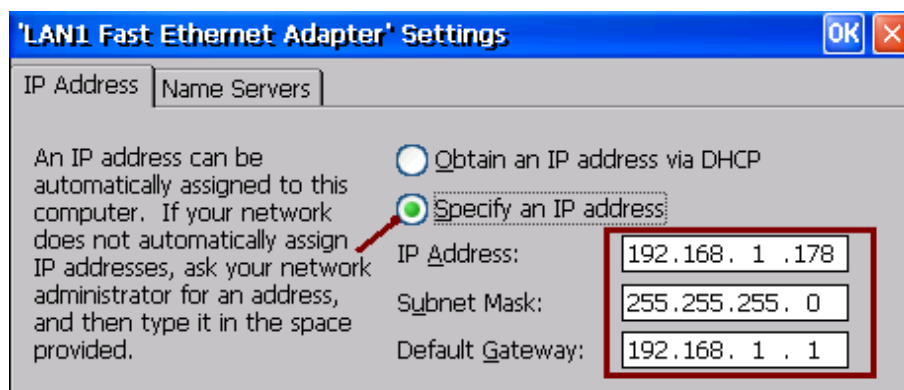 'LAN1 Fast Ethernet Adapter' Settings OK
IP Address Name Servers
An IP address can be
automatically assigned to this
computer. If your network
does not automatically assign
IP addresses, ask your network
administrator for an address,
and then type it in the space
provided.
Obtain an IP address via DHCP
Specify an IP address
IP Address: 192.168. 1 .178
Subnet Mask: 255.255.255. 0
Default Gateway: 192.168. 1 . 1